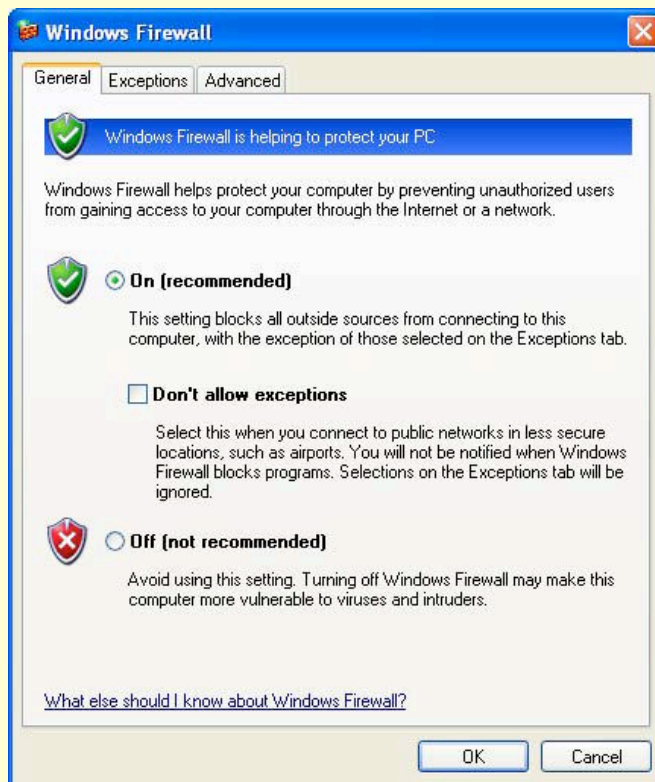 Windows Firewall
General Exceptions Advanced
Windows Firewall is helping to protect your PC
Windows Firewall helps protect your computer by preventing unauthorized users
from gaining access to your computer through the Internet or a network.
On (recommended)
This setting blocks all outside sources from connecting to this
computer, with the exception of those selected on the Exceptions tab.
Don't allow exceptions
Select this when you connect to public networks in less secure
locations, such as airports. You will not be notified when Windows
Firewall blocks programs. Selections on the Exceptions tab will be
ignored.
Off (not recommended)
Avoid using this setting. Turning off Windows Firewall may make this
computer more vulnerable to viruses and intruders.
What else should I know about Windows Firewall?
OK Cancel